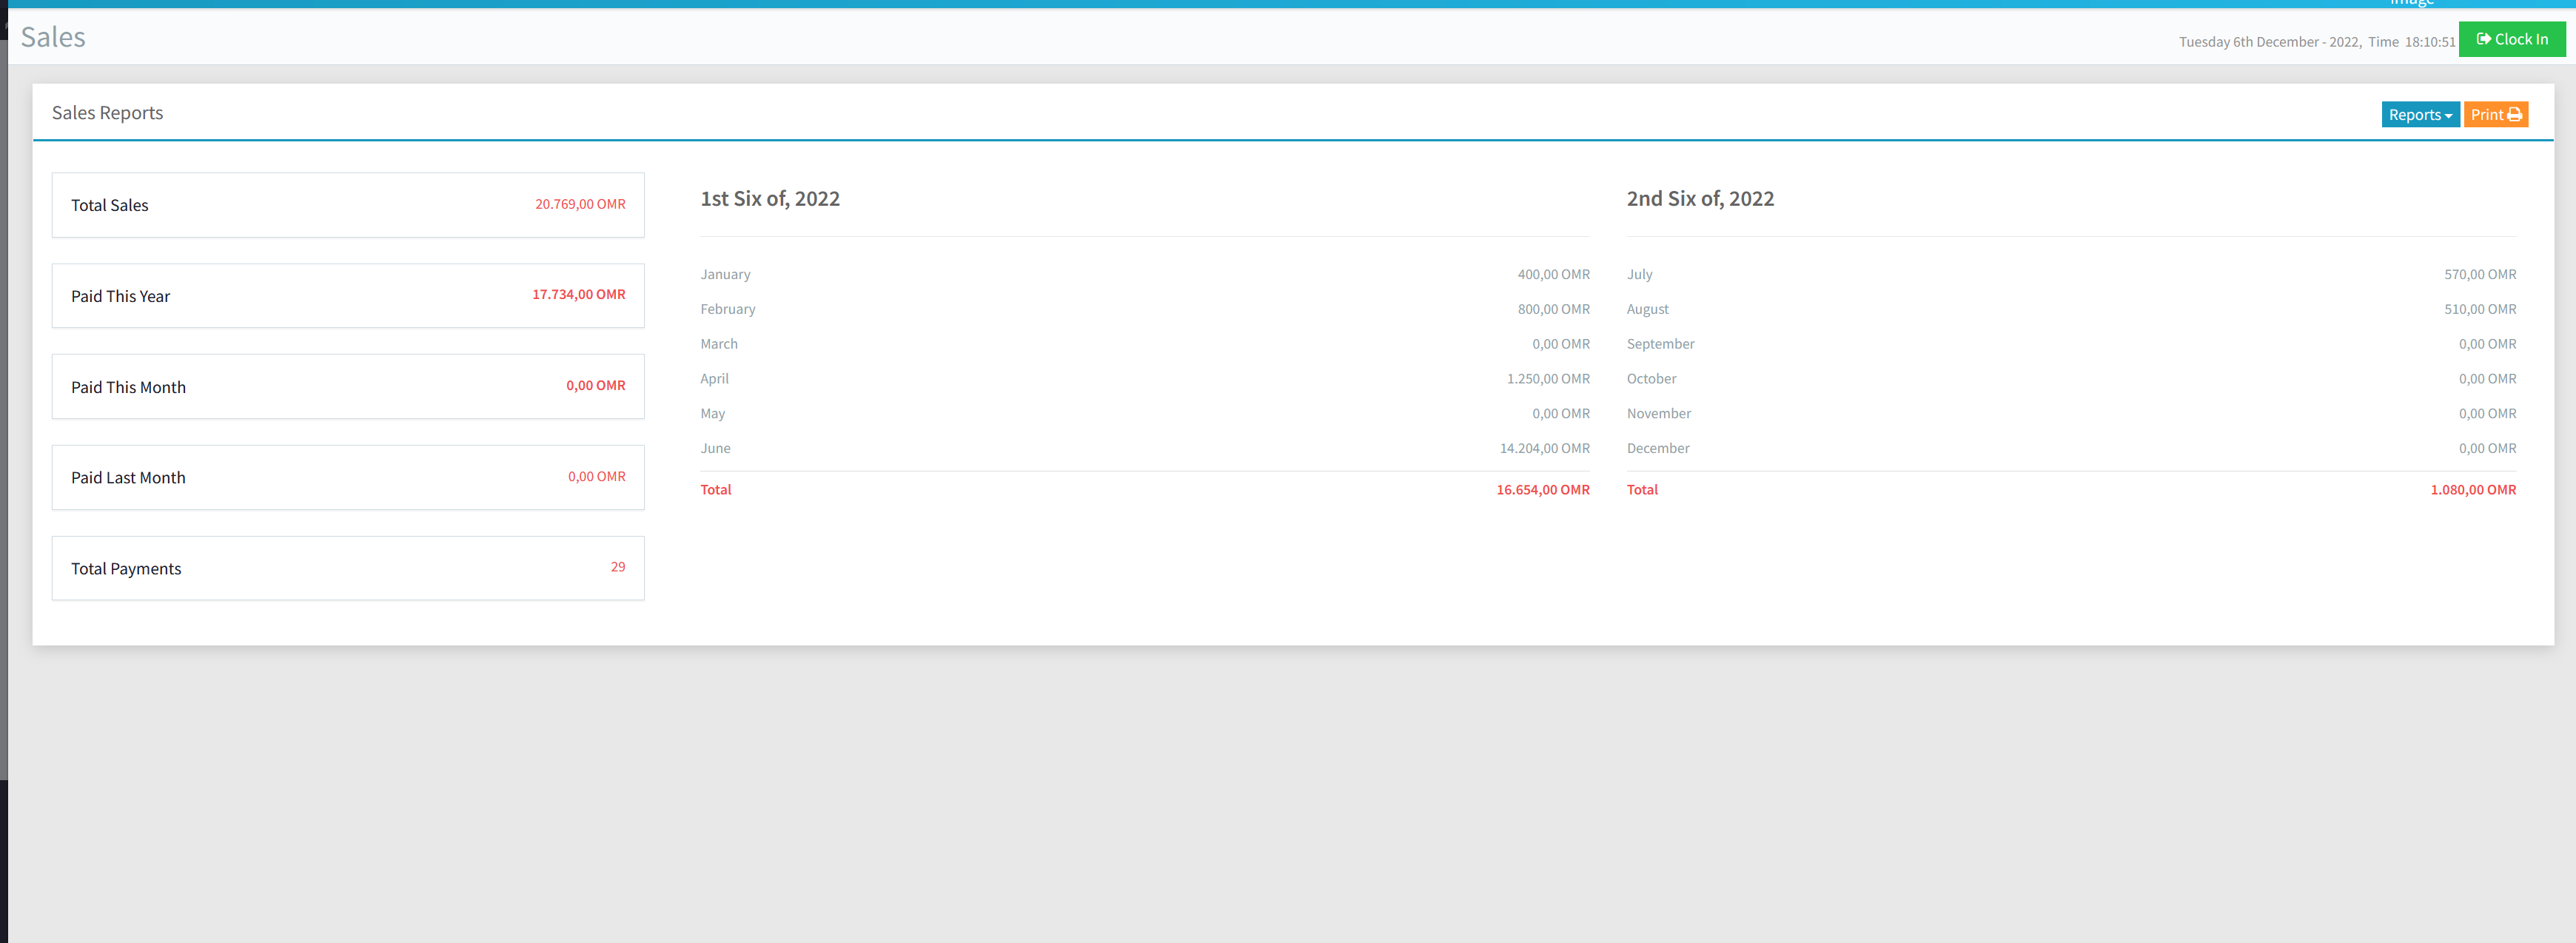 Image
Sales
Tuesday 6th December - 2022, Time 18:10:51 Clock In
Sales Reports
Reports Print
Total Sales 20.769,00 OMR
Paid This Year 17.734,00 OMR
Paid This Month 0,00 OMR
Paid Last Month 0,00 OMR
Total Payments 29
1st Six of, 2022
January 400,00 OMR
February 800,00 OMR
March 0,00 OMR
April 1.250,00 OMR
May 0,00 OMR
June 14.204,00 OMR
Total 16.654,00 OMR
2nd Six of, 2022
July 570,00 OMR
August 510,00 OMR
September 0,00 OMR
October 0,00 OMR
November 0,00 OMR
December 0,00 OMR
Total 1.080,00 OMR